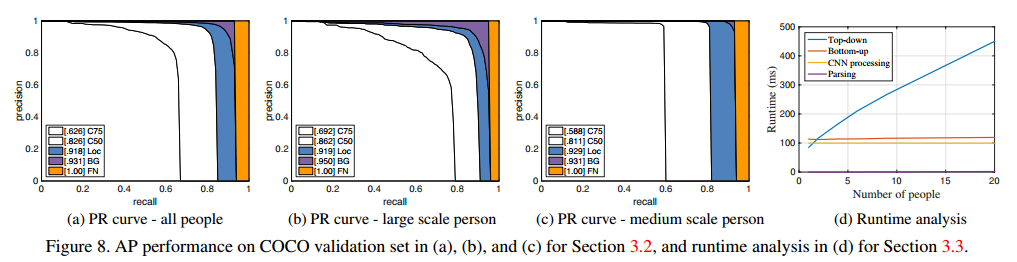 1
0.8
0.6
0.4
0.2
0
precision
[.626] C75
[.826] C50
[.918] Loc
[.931] BG
[1.00] FN
0 0.2 0.4 0.6 0.8 1
recall
(a) PR curve - all people
1
0.8
0.6
0.4
0.2
0
precision
[.692] C75
[.862] C50
[.919] Loc
[.950] BG
[1.00] FN
0 0.2 0.4 0.6 0.8 1
recall
(b) PR curve - large scale person
1
0.8
0.6
0.4
0.2
0
precision
[.588] C75
[.811] C50
[.929] Loc
[.931] BG
[1.00] FN
0 0.2 0.4 0.6 0.8 1
recall
(c) PR curve - medium scale person
500
400
300
200
100
0
Runtime (ms)
Top-down
Bottom-up
CNN processing
Parsing
0 5 10 15 20
Number of people
(d) Runtime analysis
Figure 8. AP performance on COCO validation set in (a), (b), and (c) for Section 3.2, and runtime analysis in (d) for Section 3.3.